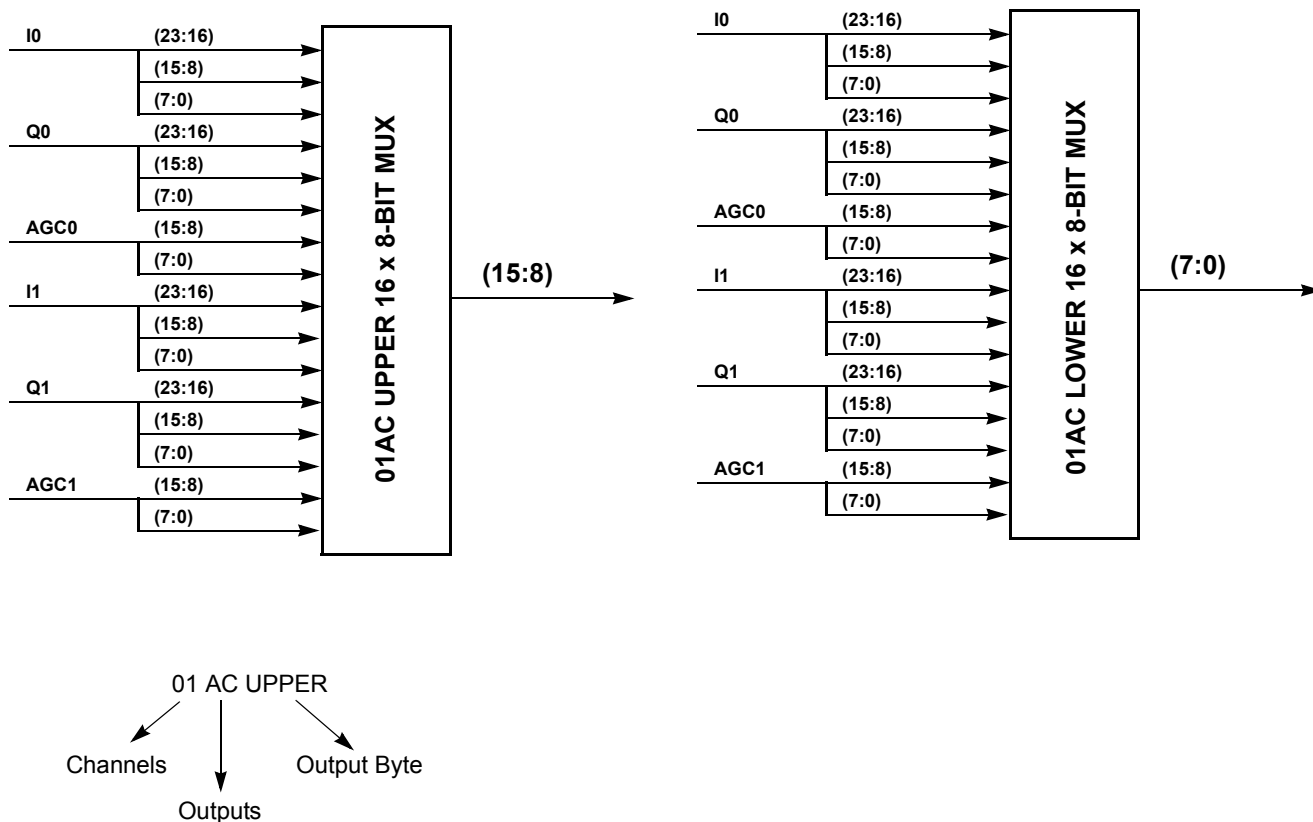 I0 (23:16)
(15:8)
(7:0)
Q0 (23:16)
(15:8)
(7:0)
AGC0 (15:8)
(7:0)
I1 (23:16)
(15:8)
(7:0)
Q1 (23:16)
(15:8)
(7:0)
AGC1 (15:8)
(7:0)
01AC UPPER 16 x 8-BIT MUX
(15:8)
I0 (23:16)
(15:8)
(7:0)
Q0 (23:16)
(15:8)
(7:0)
AGC0 (15:8)
(7:0)
I1 (23:16)
(15:8)
(7:0)
Q1 (23:16)
(15:8)
(7:0)
AGC1 (15:8)
(7:0)
01AC LOWER 16 x 8-BIT MUX
(7:0)
01 AC UPPER
Channels Output Byte
Outputs